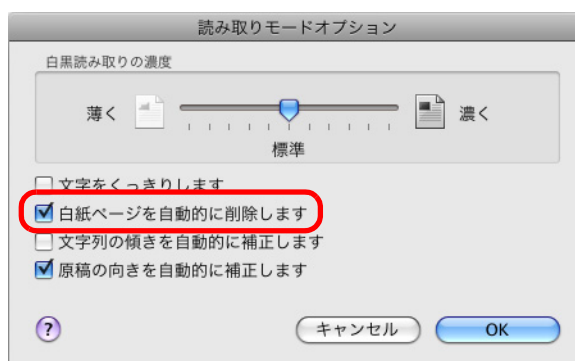 読み取りモードオプション
白黒読み取りの濃度
薄く 濃く
標準
文字をくっきりします
白紙ページを自動的に削除します
文字列の傾きを自動的に補正します
原稿の向きを自動的に補正します
? キャンセル OK